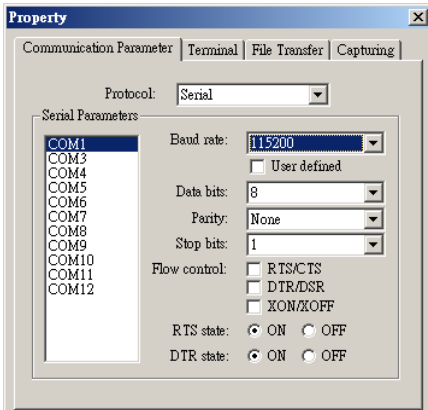 Property
Communication Parameter Terminal File Transfer Capturing
Protocol: Serial
Serial Parameters
COM1
COM3
COM4
COM5
COM6
COM7
COM8
COM9
COM10
COM11
COM12
Baud rate: 115200
User defined
Data bits: 8
Parity: None
Stop bits: 1
Flow control: RTS/CTS
DTR/DSR
XON/XOFF
RTS state: ON OFF
DTR state: ON OFF